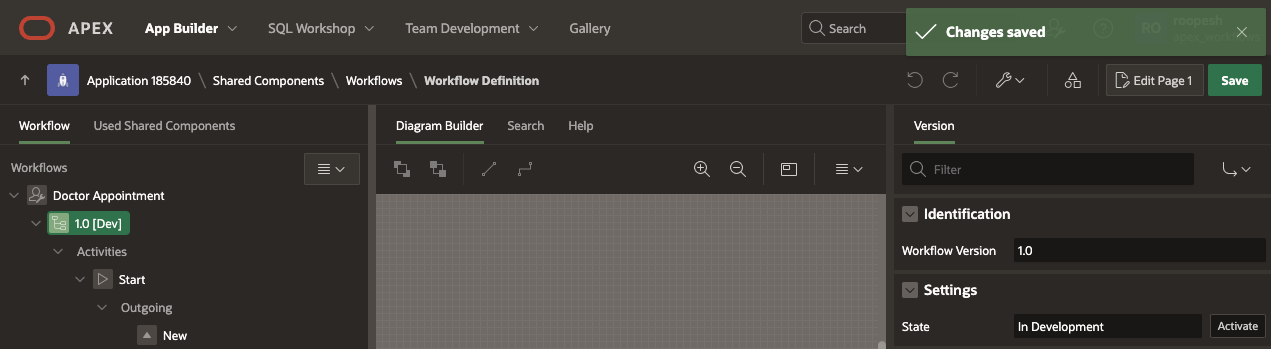 APEX App Builder SQL Workshop Team Development Gallery Search Changes saved
RO roopesh
Application 185840 \ Shared Components \ Workflows \ Workflow Definition Edit Page 1 Save
Workflow Used Shared Components Diagram Builder Search Help Version
Workflows Filter
Doctor Appointment
1.0 [Dev] Identification
Activities Workflow Version 1.0
Start Settings
Outgoing
New State In Development Activate